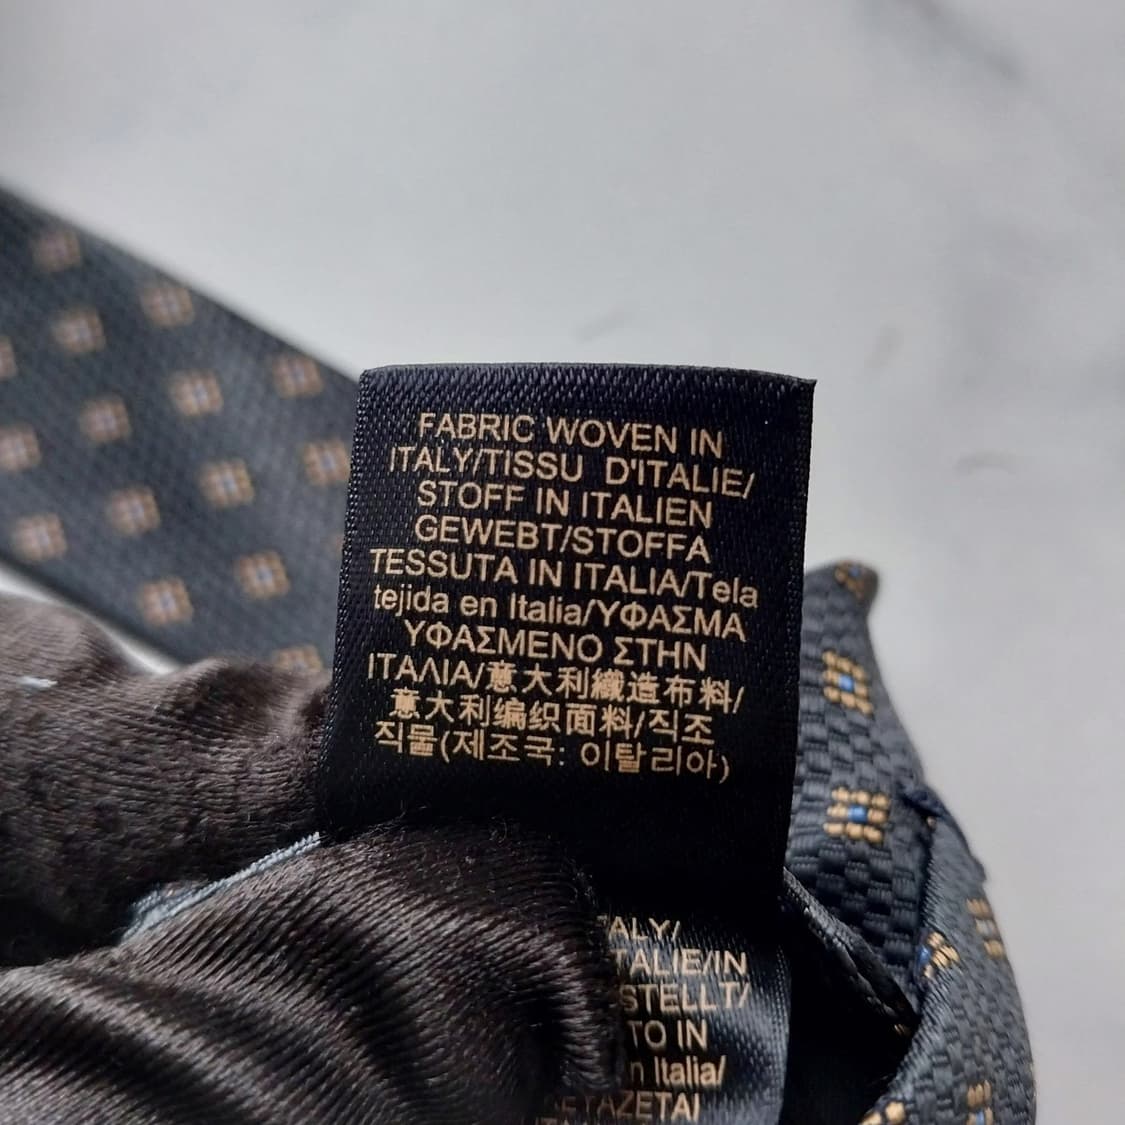 FABRIC WOVEN IN
ITALY/TISSU D'ITALIE/
STOFF IN ITALIEN
GEWEBT/STOFFA
TESSUTA IN ITALIA/Tela
tejida en Italia/ΥΦΑΣΜΑ
ΥΦΑΣΜΕΝΟ ΣΤΗΝ
ΙΤΑΛΙΑ/意大利織造布料/
意大利编织面料/직조
직물(제조국: 이탈리아)
ALY/
TALIE/IN
STELLT/
TO IN
n Italia/
ΕΤΑΖΕΤΑΙ